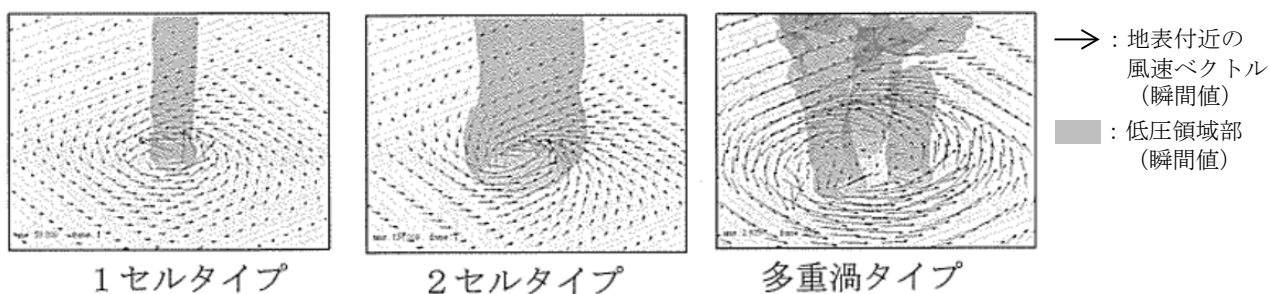 1セルタイプ
2セルタイプ
多重渦タイプ
→:地表付近の
風速ベクトル
(瞬間値)
:低圧領域部
(瞬間値)